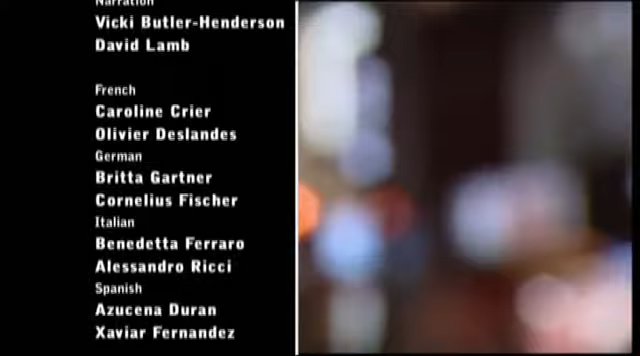 Narration
Vicki Butler-Henderson
David Lamb
French
Caroline Crier
Olivier Deslandes
German
Britta Gartner
Cornelius Fischer
Italian
Benedetta Ferraro
Alessandro Ricci
Spanish
Azucena Duran
Xaviar Fernandez